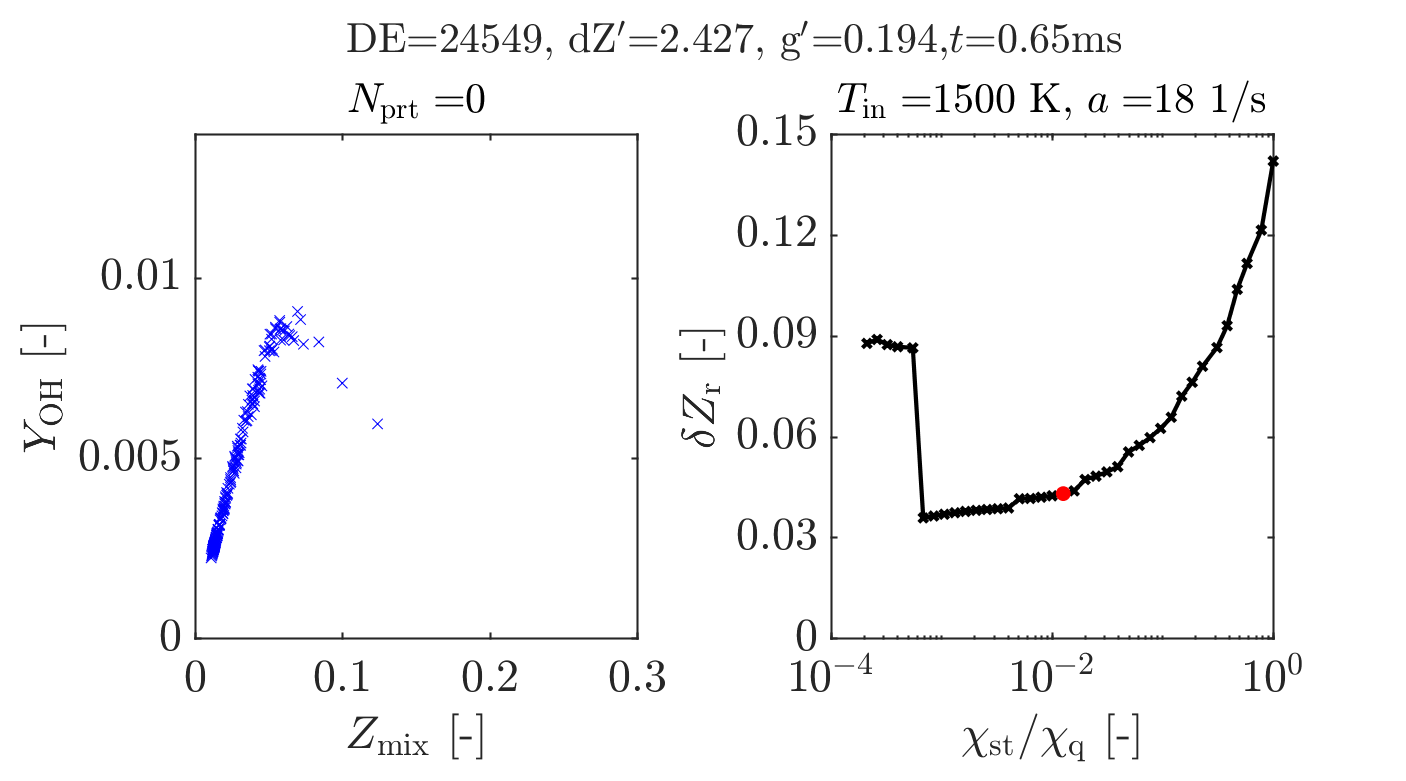 DE=24549, dZ′=2.427, g′=0.194,t=0.65ms
N_prt =0
T_in =1500 K, a =18 1/s
0.01
0.005
0
0
0.1
0.2
0.3
Y_OH [-]
Z_mix [-]
0.15
0.12
0.09
0.06
0.03
0
10⁻⁴
10⁻²
10⁰
δZ_r [-]
χ_st/χ_q [-]